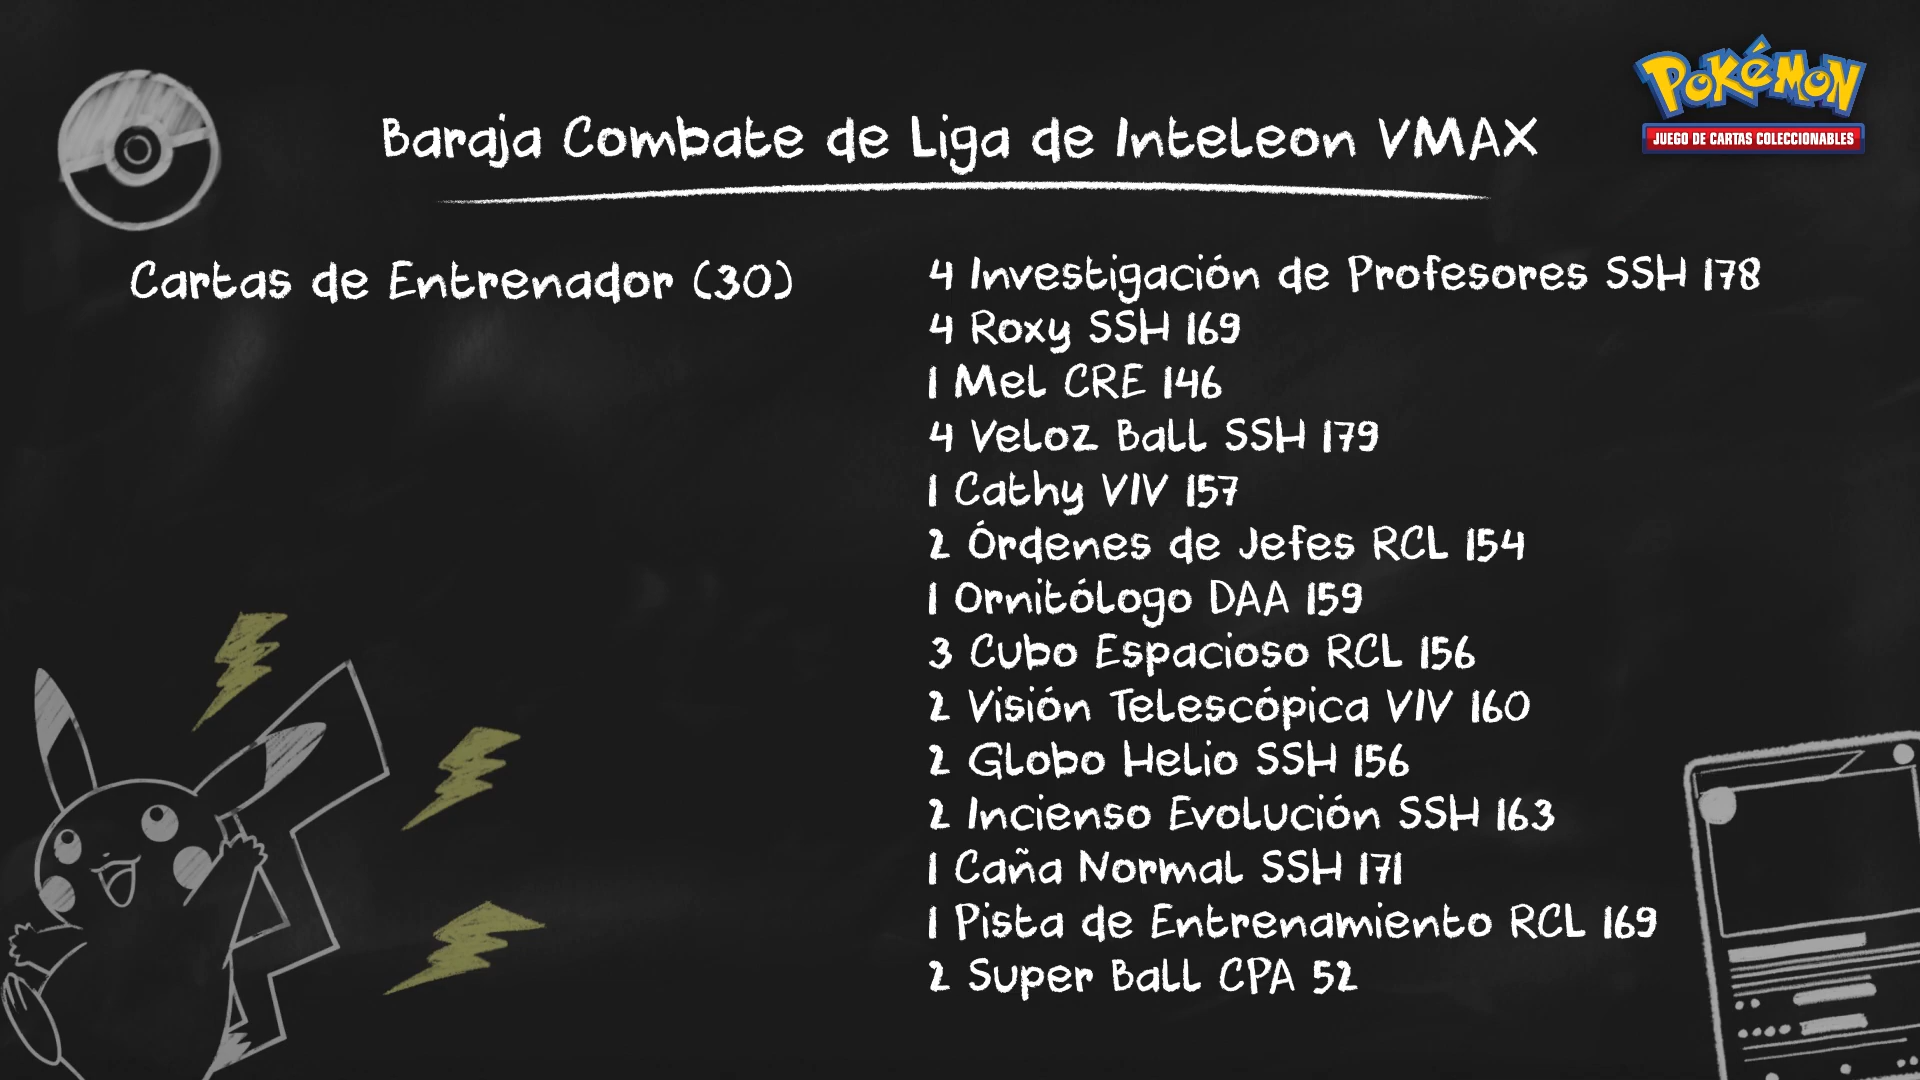 POKéMON
JUEGO DE CARTAS COLECCIONABLES
Baraja Combate de Liga de Inteleon VMAX
Cartas de Entrenador (30)
4 Investigación de Profesores SSH 178
4 Roxy SSH 169
1 Mel CRE 146
4 Veloz Ball SSH 179
1 Cathy VIV 157
2 Órdenes de Jefes RCL 154
1 Ornitólogo DAA 159
3 Cubo Espacioso RCL 156
2 Visión Telescópica VIV 160
2 Globo Helio SSH 156
2 Incienso Evolución SSH 163
1 Caña Normal SSH 171
1 Pista de Entrenamiento RCL 169
2 Super Ball CPA 52